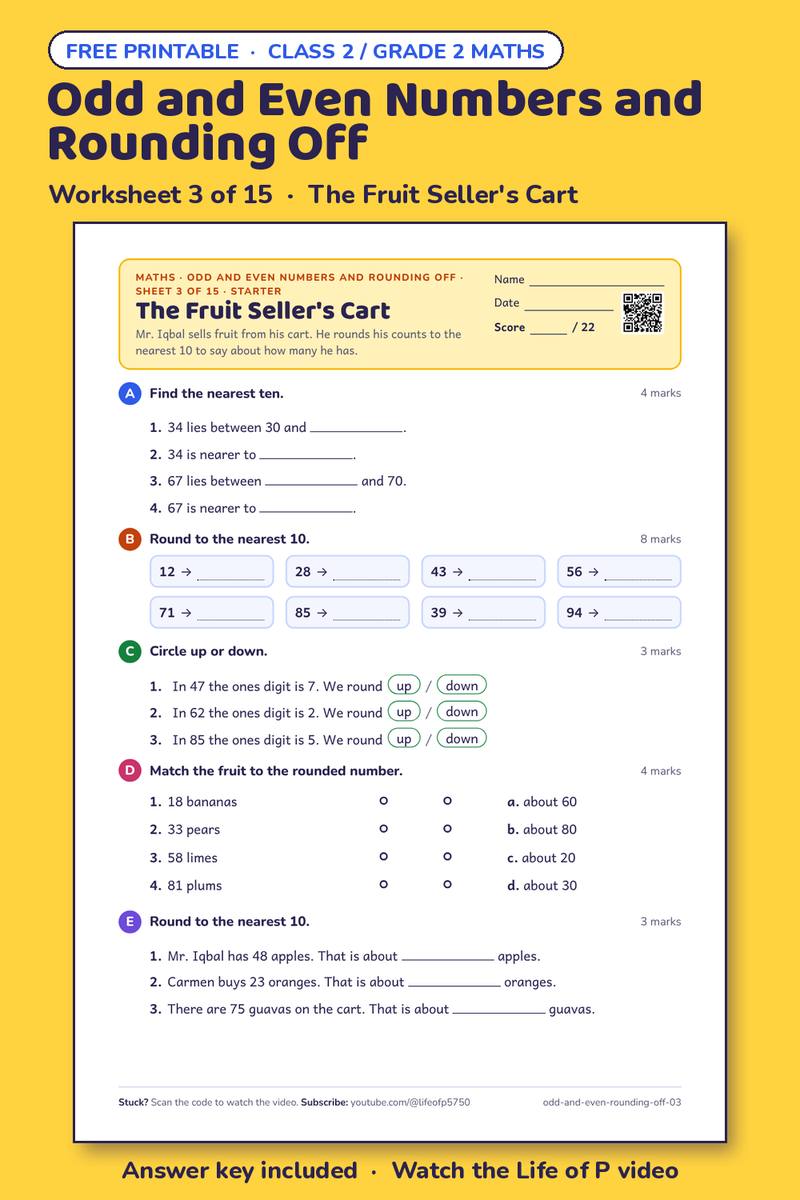 FREE PRINTABLE · CLASS 2 / GRADE 2 MATHS
Odd and Even Numbers and
Rounding Off
Worksheet 3 of 15 · The Fruit Seller's Cart
MATHS · ODD AND EVEN NUMBERS AND ROUNDING OFF ·
SHEET 3 OF 15 · STARTER
The Fruit Seller's Cart
Mr. Iqbal sells fruit from his cart. He rounds his counts to the
nearest 10 to say about how many he has.
Name ____________
Date ____________
Score ______ / 22
A Find the nearest ten. 4 marks
1. 34 lies between 30 and ____________.
2. 34 is nearer to ____________.
3. 67 lies between ____________ and 70.
4. 67 is nearer to ____________.
B Round to the nearest 10. 8 marks
12 → ________ 28 → ________ 43 → ________ 56 → ________
71 → ________ 85 → ________ 39 → ________ 94 → ________
C Circle up or down. 3 marks
1. In 47 the ones digit is 7. We round up / down
2. In 62 the ones digit is 2. We round up / down
3. In 85 the ones digit is 5. We round up / down
D Match the fruit to the rounded number. 4 marks
1. 18 bananas a. about 60
2. 33 pears b. about 80
3. 58 limes c. about 20
4. 81 plums d. about 30
E Round to the nearest 10. 3 marks
1. Mr. Iqbal has 48 apples. That is about ____________ apples.
2. Carmen buys 23 oranges. That is about ____________ oranges.
3. There are 75 guavas on the cart. That is about ____________ guavas.
Stuck? Scan the code to watch the video. Subscribe: youtube.com/@lifeofp5750 odd-and-even-rounding-off-03
Answer key included · Watch the Life of P video